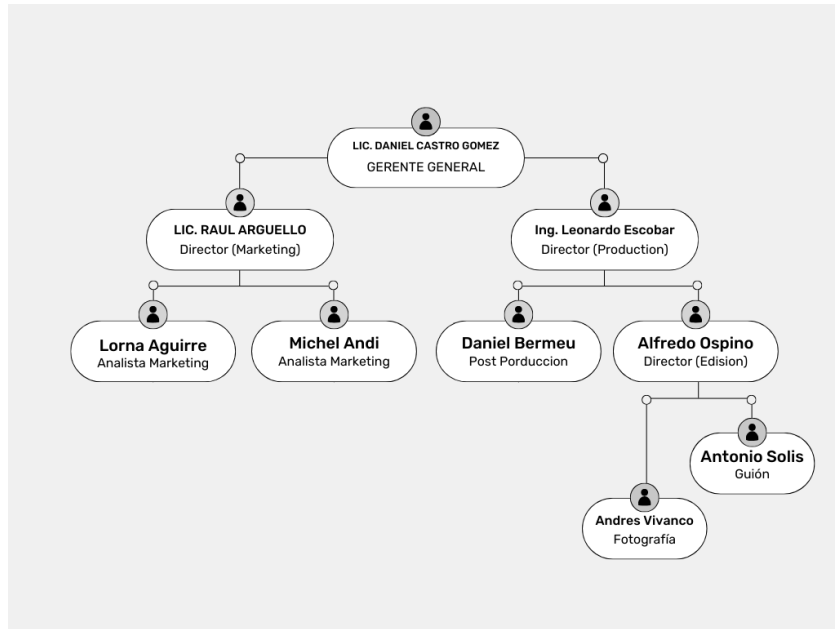 LIC. DANIEL CASTRO GOMEZ
GERENTE GENERAL
LIC. RAUL ARGUELLO
Director (Marketing)
Ing. Leonardo Escobar
Director (Production)
Lorna Aguirre
Analista Marketing
Michel Andi
Analista Marketing
Daniel Bermeu
Post Porduccion
Alfredo Ospino
Director (Edision)
Antonio Solis
Guión
Andres Vivanco
Fotografía